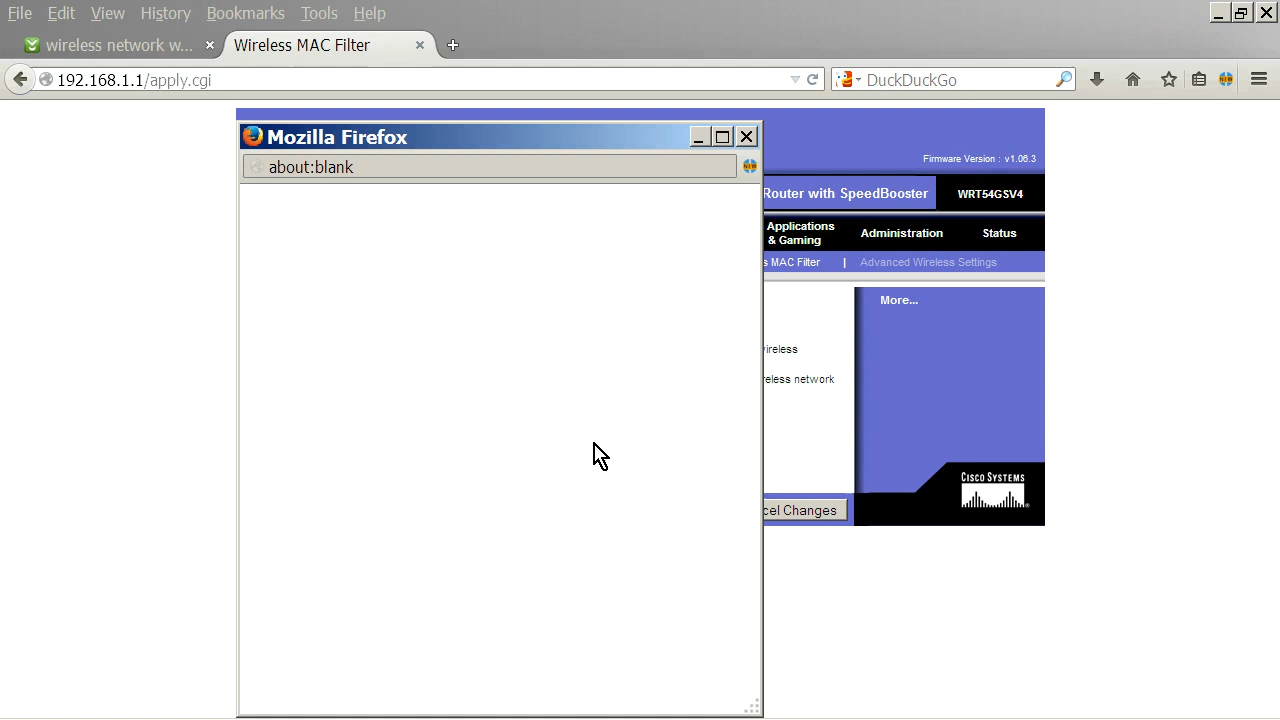 File Edit View History Bookmarks Tools Help
wireless network w... × Wireless MAC Filter ×
192.168.1.1/apply.cgi DuckDuckGo
Mozilla Firefox
about:blank
Firmware Version : v1.06.3
Router with SpeedBooster WRT54GSV4
Applications
& Gaming
Administration
Status
s MAC Filter | Advanced Wireless Settings
More...
ireless
reless network
CISCO SYSTEMS
cel Changes